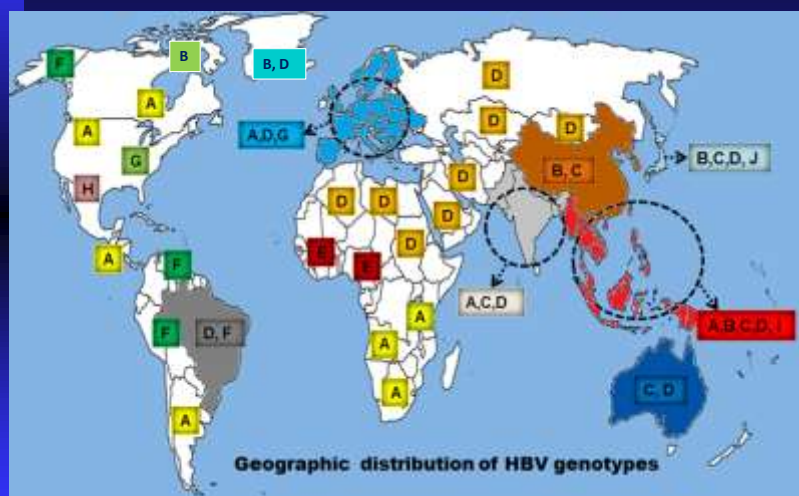 B
B, D
F
A
D
A
D
D
A,D,G
G
B, C
B,C,D, J
H
D
D
D
D
D
A
F
E
E
A,C,D
A
F
D, F
A,B,C,D, I
A
C, D
A
A
Geographic distribution of HBV genotypes